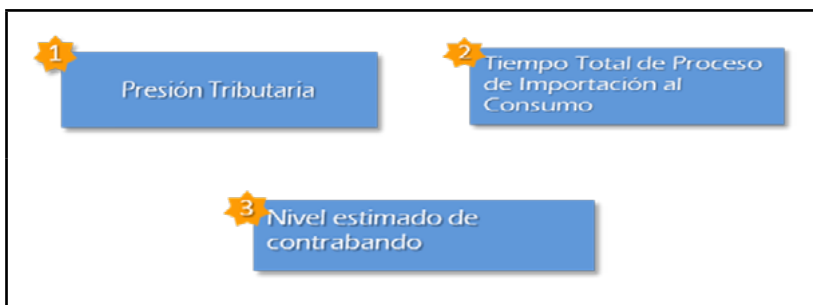 1
Presión Tributaria
2
Tiempo Total de Proceso
de Importación al
Consumo
3
Nivel estimado de
contrabando